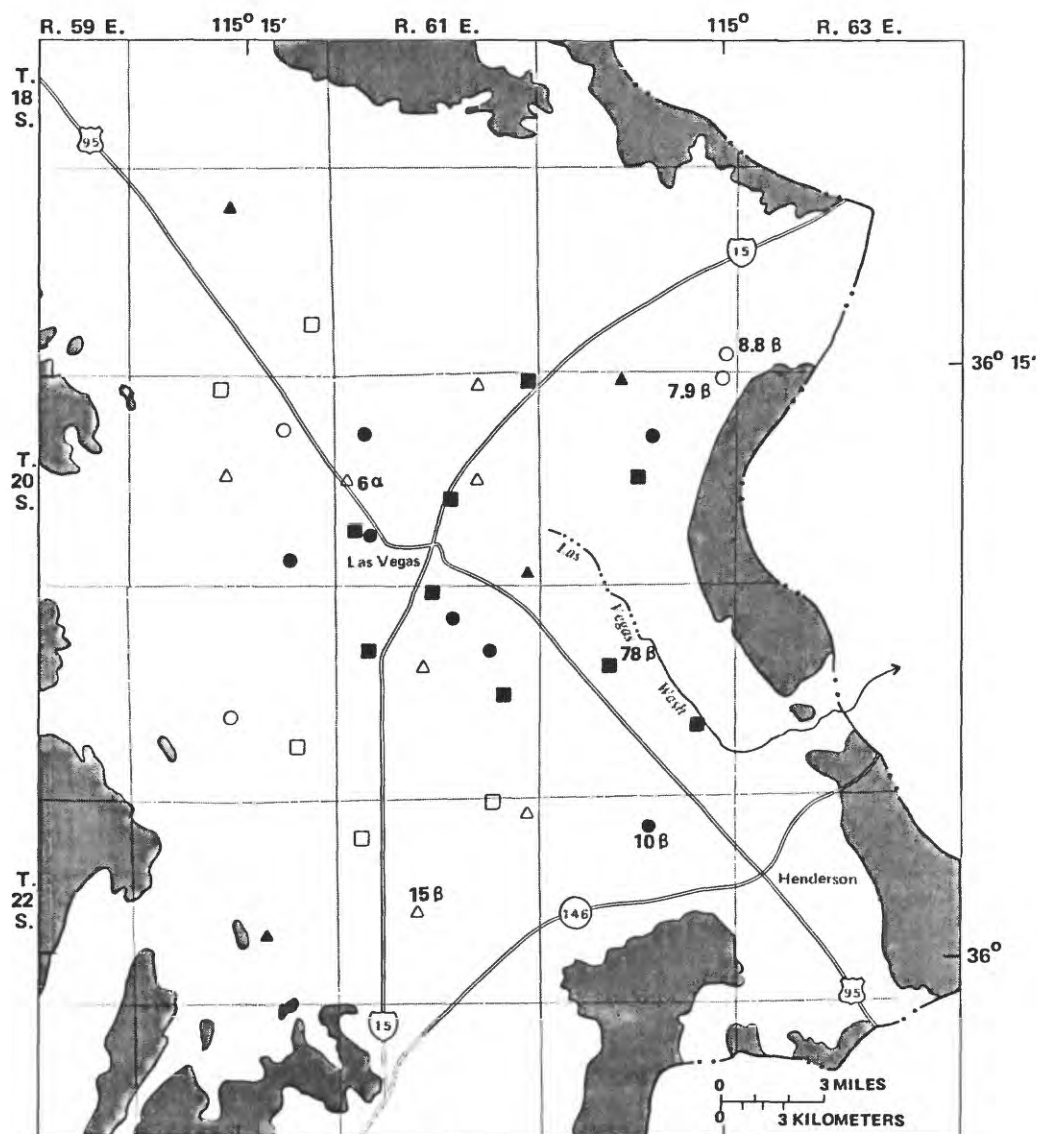 R. 59 E. 115° 15' R. 61 E. 115° R. 63 E.
T.
18
S.
95
15
8.8 β
36° 15'
7.9 β
T.
20
S.
6 α
Las Vegas
Las
Vegas
Wash
78 β
10 β
Henderson
T.
22
S.
15 β
146
36°
95
15
0 3 MILES
0 3 KILOMETERS